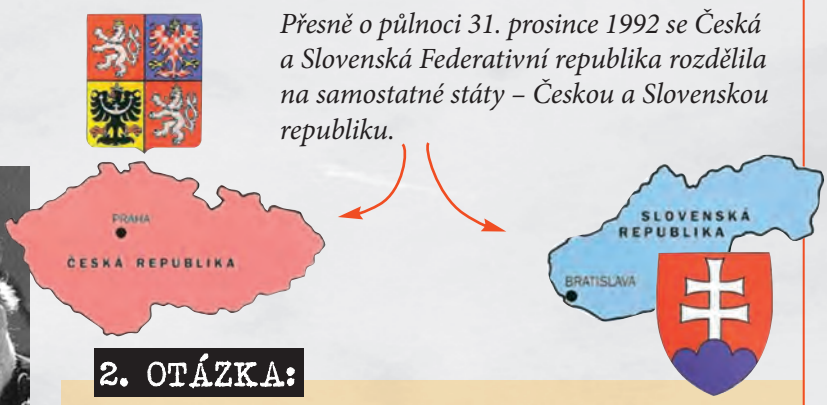 Přesně o půlnoci 31. prosince 1992 se Česká
a Slovenská Federativní republika rozdělila
na samostatné státy – Českou a Slovenskou
republiku.
PRAHA
ČESKÁ REPUBLIKA
SLOVENSKÁ
REPUBLIKA
BRATISLAVA
2. OTÁZKA: